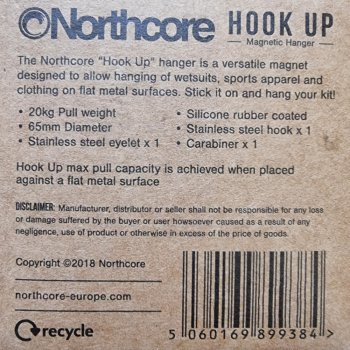 Northcore HOOK UP
Magnetic Hanger
The Northcore "Hook Up" hanger is a versatile magnet
designed to allow hanging of wetsuits, sports apparel and
clothing on flat metal surfaces. Stick it on and hang your kit!
• 20kg Pull weight
• 65mm Diameter
• Stainless steel eyelet x 1
• Silicone rubber coated
• Stainless steel hook x 1
• Carabiner x 1
Hook Up max pull capacity is achieved when placed
against a flat metal surface
DISCLAIMER: Manufacturer, distributor or seller shall not be responsible for any loss
or damage suffered by the buyer or user howsoever caused as a result of any
negligence, use of product or otherwise in excess of the price of goods.
Copyright ©2018 Northcore
northcore-europe.com
recycle
5 060169 899384 >